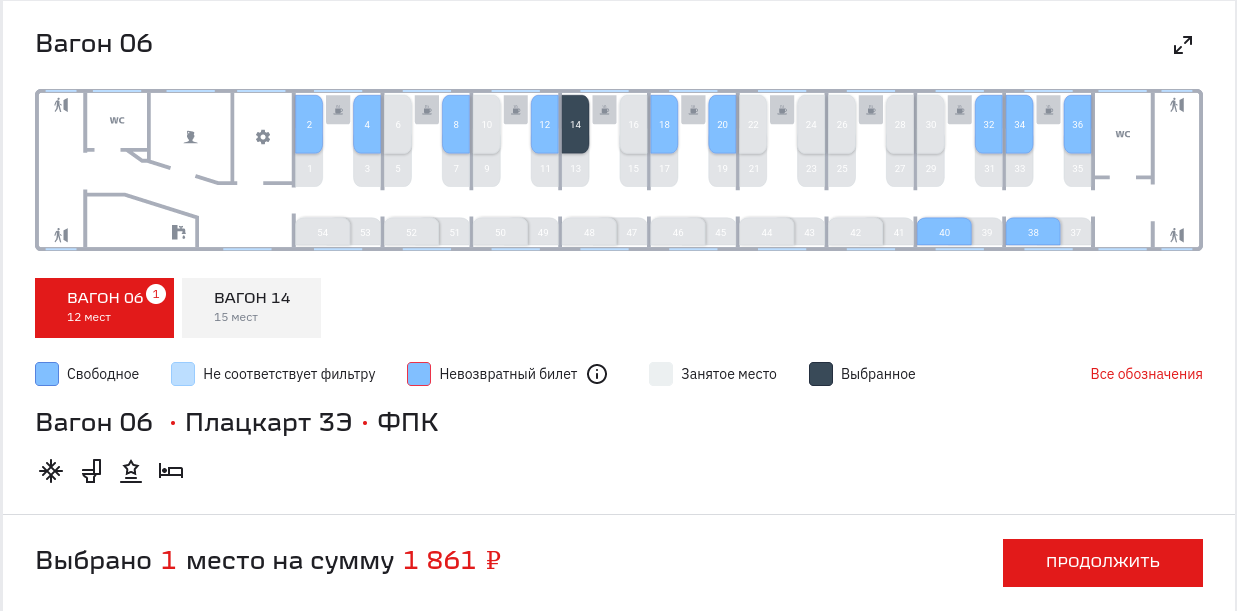 Вагон 06
wc
2 4 6 8 10 12 14 16 18 20 22 24 26 28 30 32 34 36
wc
1 3 5 7 9 11 13 15 17 19 21 23 25 27 29 31 33 35
54 53 52 51 50 49 48 47 46 45 44 43 42 41 40 39 38 37
ВАГОН 06 1
12 мест
ВАГОН 14
15 мест
Свободное Не соответствует фильтру Невозвратный билет Занятое место Выбранное Все обозначения
Вагон 06 • Плацкарт 3Э • ФПК
Выбрано 1 место на сумму 1 861 ₽
ПРОДОЛЖИТЬ